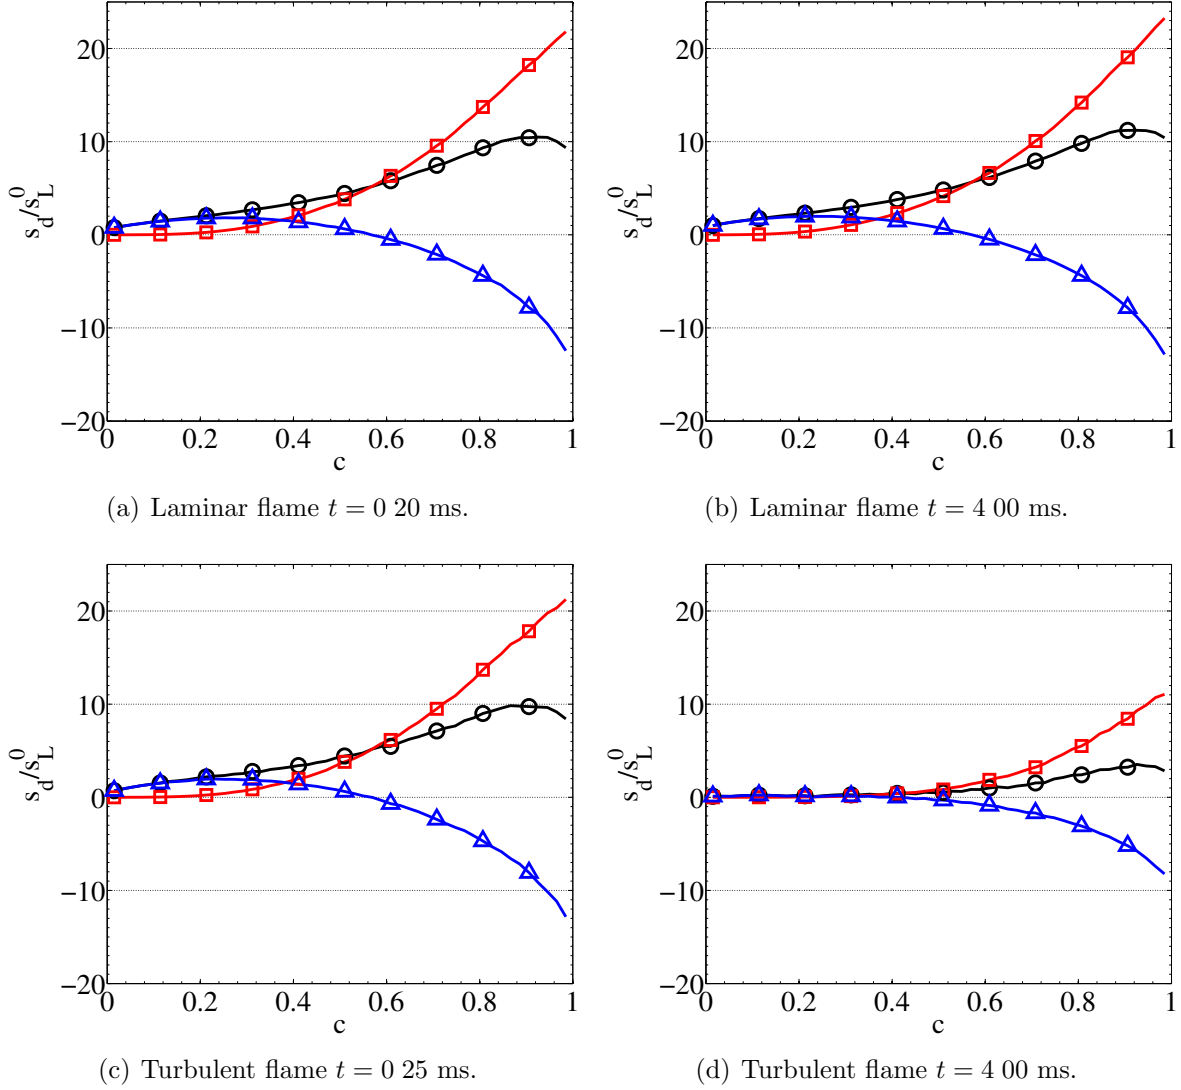 20
10
0
−10
−20
s_d/s_L^0
0 0.2 0.4 0.6 0.8 1
c
(a) Laminar flame t = 0 20 ms.
20
10
0
−10
−20
s_d/s_L^0
0 0.2 0.4 0.6 0.8 1
c
(b) Laminar flame t = 4 00 ms.
20
10
0
−10
−20
s_d/s_L^0
0 0.2 0.4 0.6 0.8 1
c
(c) Turbulent flame t = 0 25 ms.
20
10
0
−10
−20
s_d/s_L^0
0 0.2 0.4 0.6 0.8 1
c
(d) Turbulent flame t = 4 00 ms.